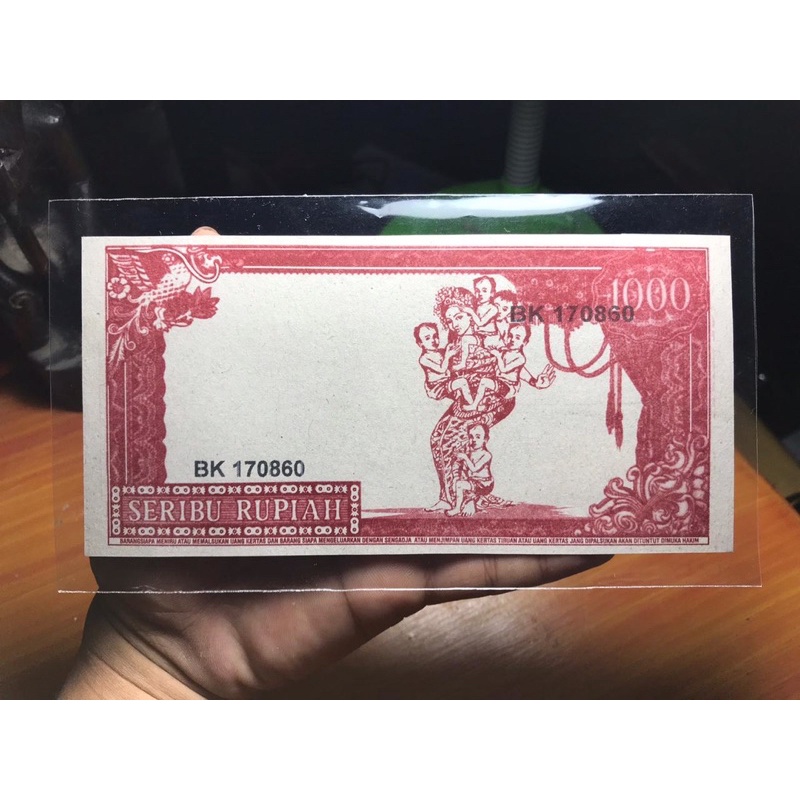 1000
BK 170860
BK 170860
SERIBU RUPIAH
BARANGSIAPA MENIRU ATAU MEMALSUKAN UANG KERTAS DAN BARANG SIAPA MENGELUARKAN DENGAN SENGADJA ATAU MENJIMPAN UANG KERTAS TIRUAN ATAU UANG KERTAS JANG DIPALSUKAN AKAN DITUNTUT DIMUKA HAKIM